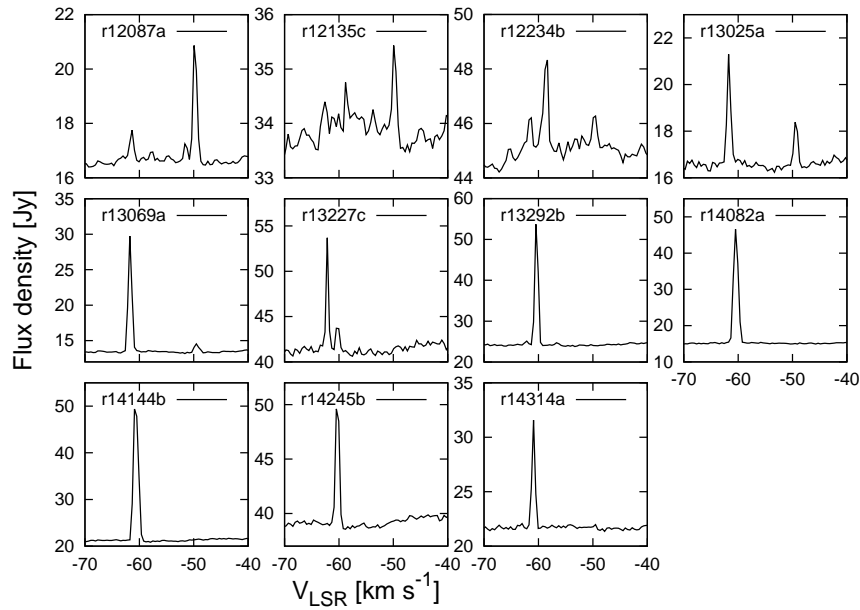 r12087a
r12135c
r12234b
r13025a
22
20
18
16
36
35
34
33
50
48
46
44
23
22
20
18
16
r13069a
r13227c
r13292b
r14082a
35
30
25
20
15
55
50
45
40
60
50
40
30
20
50
40
30
20
10
-70 -60 -50 -40
r14144b
r14245b
r14314a
50
40
30
20
50
45
40
35
30
25
20
-70 -60 -50 -40
-70 -60 -50 -40
-70 -60 -50 -40
Flux density [Jy]
V_LSR [km s⁻¹]